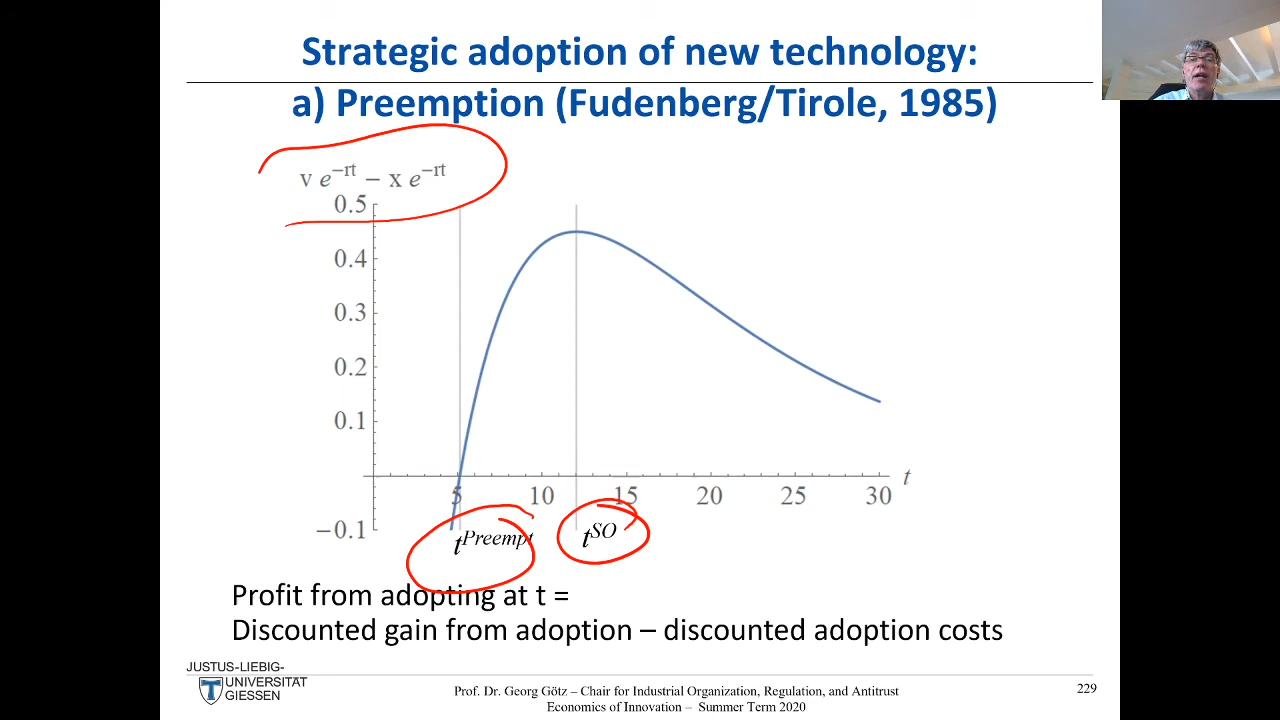 Strategic adoption of new technology:
a) Preemption (Fudenberg/Tirole, 1985)
v e^−rt − x e^−rt
0.5
0.4
0.3
0.2
0.1
−0.1
5 10 15 20 25 30 t
t^Preempt t^SO
Profit from adopting at t =
Discounted gain from adoption – discounted adoption costs
JUSTUS-LIEBIG-
UNIVERSITÄT
GIESSEN
Prof. Dr. Georg Götz – Chair for Industrial Organization, Regulation, and Antitrust
Economics of Innovation – Summer Term 2020
229